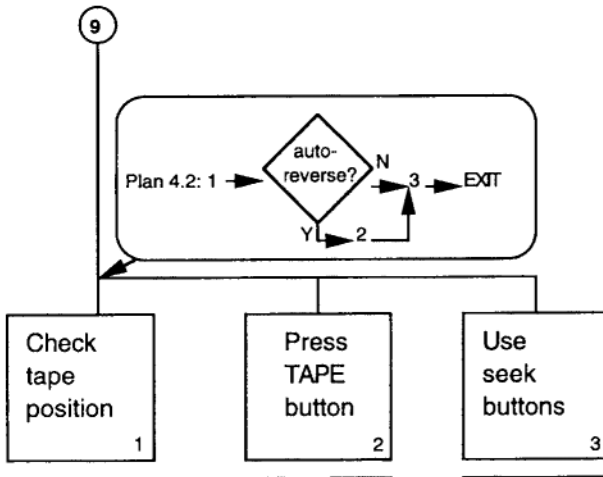 9
auto-
reverse?
N
Plan 4.2: 1
3
EXIT
Y
2
Check
tape
position
1
Press
TAPE
button
2
Use
seek
buttons
3